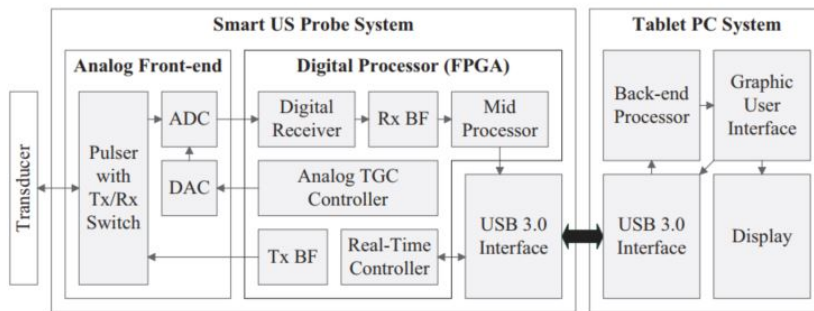 Smart US Probe System
Tablet PC System
Analog Front-end
Digital Processor (FPGA)
Transducer
Pulser
with
Tx/Rx
Switch
ADC
DAC
Digital
Receiver
Rx BF
Mid
Processor
Analog TGC
Controller
Tx BF
Real-Time
Controller
USB 3.0
Interface
Back-end
Processor
Graphic
User
Interface
USB 3.0
Interface
Display